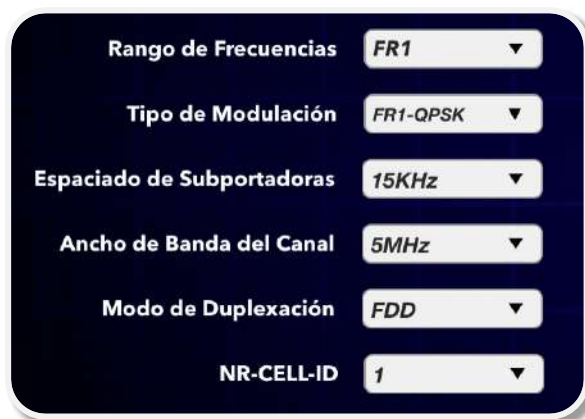 Rango de Frecuencias FR1
Tipo de Modulación FR1-QPSK
Espaciado de Subportadoras 15KHz
Ancho de Banda del Canal 5MHz
Modo de Duplexación FDD
NR-CELL-ID 1